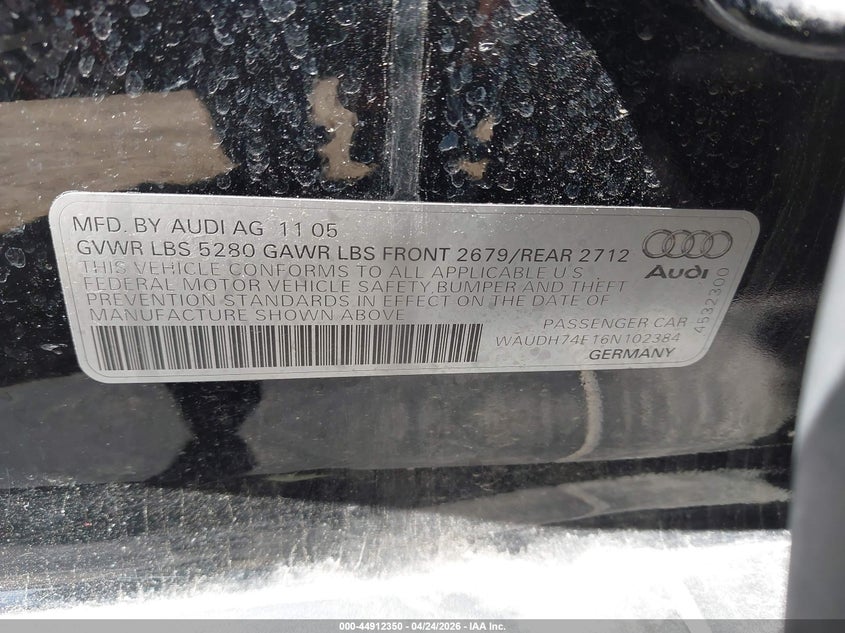 MFD. BY AUDI AG 11 05
GVWR LBS 5280 GAWR LBS FRONT 2679/REAR 2712
THIS VEHICLE CONFORMS TO ALL APPLICABLE U.S.
FEDERAL MOTOR VEHICLE SAFETY, BUMPER AND THEFT
PREVENTION STANDARDS IN EFFECT ON THE DATE OF
MANUFACTURE SHOWN ABOVE
Audi
4532300
PASSENGER CAR
WAUDH74F16N102384
GERMANY
000-44912350 - 04/24/2026 - IAA Inc.